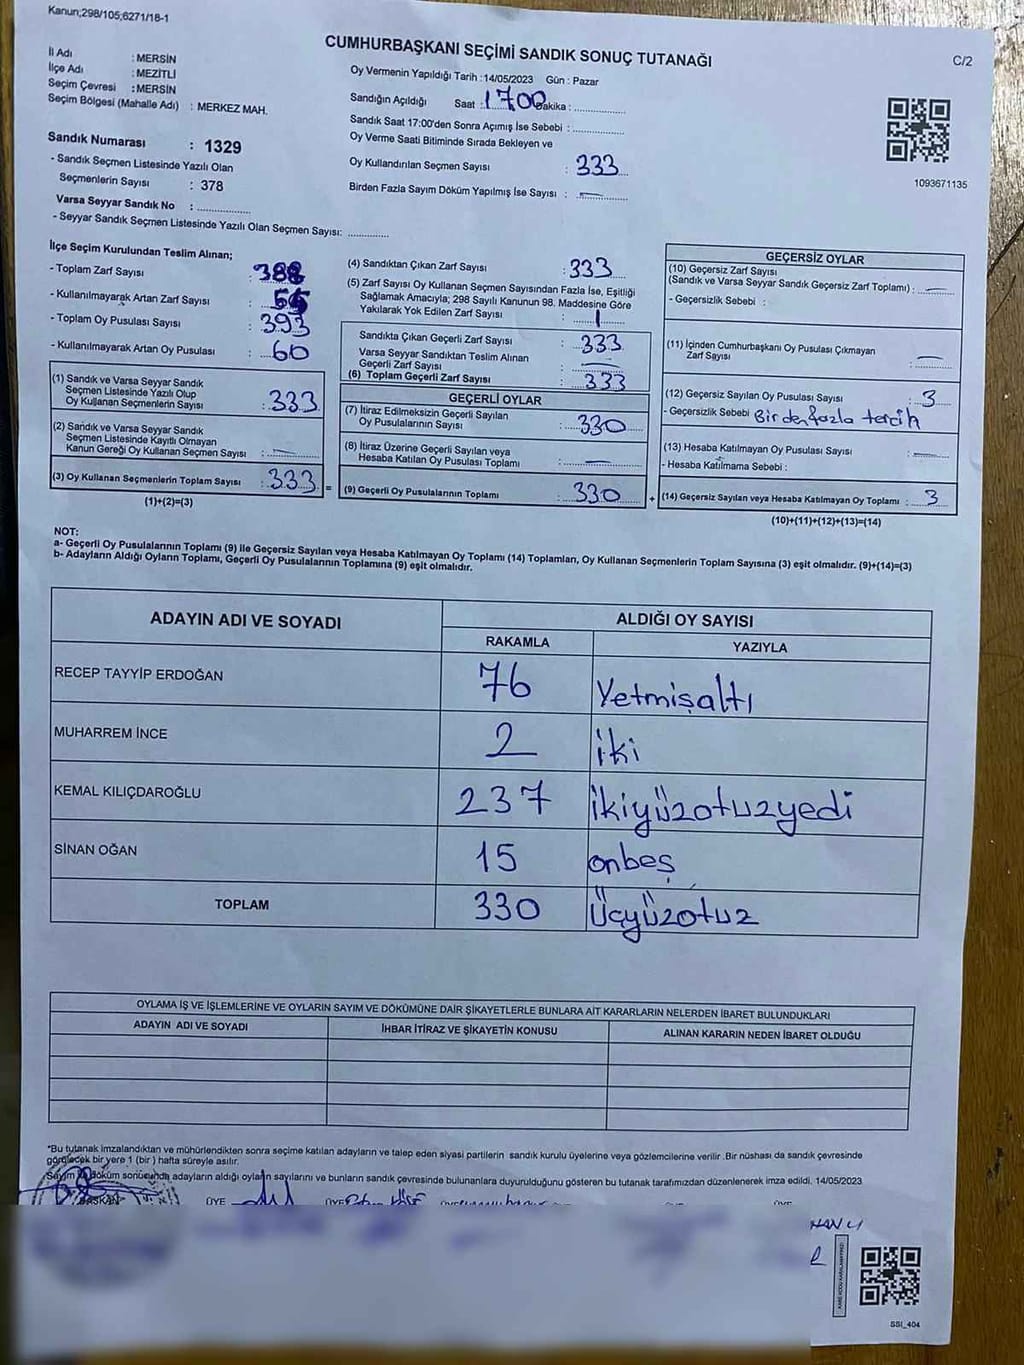 Kanun;298/105;6271/18-1
CUMHURBAŞKANI SEÇİMİ SANDIK SONUÇ TUTANAĞI
C/2
İl Adı : MERSİN
İlçe Adı : MEZİTLİ
Seçim Çevresi : MERSİN
Seçim Bölgesi (Mahalle Adı) : MERKEZ MAH.
Sandık Numarası : 1329
- Sandık Seçmen Listesinde Yazılı Olan
Seçmenlerin Sayısı : 378
Varsa Seyyar Sandık No : ................
- Seyyar Sandık Seçmen Listesinde Yazılı Olan Seçmen Sayısı: ............
Oy Vermenin Yapıldığı Tarih :14/05/2023 Gün : Pazar
Sandığın Açıldığı Saat :1700 Dakika : ...............
Sandık Saat 17:00'den Sonra Açımış İse Sebebi : ...............
Oy Verme Saati Bitiminde Sırada Bekleyen ve
Oy Kullandırılan Seçmen Sayısı : 333
Birden Fazla Sayım Döküm Yapılmış İse Sayısı : —
1093671135
İlçe Seçim Kurulundan Teslim Alınan;
- Toplam Zarf Sayısı : 388
- Kullanılmayarak Artan Zarf Sayısı :
- Toplam Oy Pusulası Sayısı : 393
- Kullanılmayarak Artan Oy Pusulası : 60
(1) Sandık ve Varsa Seyyar Sandık
Seçmen Listesinde Yazılı Olup
Oy Kullanan Seçmenlerin Sayısı : 333
(2) Sandık ve Varsa Seyyar Sandık
Seçmen Listesinde Kayıtlı Olmayan
Kanun Gereği Oy Kullanan Seçmen Sayısı : —
(3) Oy Kullanan Seçmenlerin Toplam Sayısı : 333 =
(1)+(2)=(3)
(4) Sandıktan Çıkan Zarf Sayısı : 333
(5) Zarf Sayısı Oy Kullanan Seçmen Sayısından Fazla İse, Eşitliği
Sağlamak Amacıyla; 298 Sayılı Kanunun 98. Maddesine Göre
Yakılarak Yok Edilen Zarf Sayısı :
Sandıkta Çıkan Geçerli Zarf Sayısı : 333
Varsa Seyyar Sandıktan Teslim Alınan
Geçerli Zarf Sayısı : —
(6) Toplam Geçerli Zarf Sayısı : 333
GEÇERLİ OYLAR
(7) İtiraz Edilmeksizin Geçerli Sayılan
Oy Pusulalarının Sayısı : 330
(8) İtiraz Üzerine Geçerli Sayılan veya
Hesaba Katılan Oy Pusulası Toplamı : —
(9) Geçerli Oy Pusulalarının Toplamı : 330 +
GEÇERSİZ OYLAR
(10) Geçersiz Zarf Sayısı
(Sandık ve Varsa Seyyar Sandık Geçersiz Zarf Toplamı) : —
- Geçersizlik Sebebi :
(11) İçinden Cumhurbaşkanı Oy Pusulası Çıkmayan
Zarf Sayısı : —
(12) Geçersiz Sayılan Oy Pusulası Sayısı : 3
- Geçersizlik Sebebi Birden fazla tercih
(13) Hesaba Katılmayan Oy Pusulası Sayısı : —
- Hesaba Katılmama Sebebi :
(14) Geçersiz Sayılan veya Hesaba Katılmayan Oy Toplamı : 3
(10)+(11)+(12)+(13)=(14)
NOT:
a- Geçerli Oy Pusulalarının Toplamı (9) ile Geçersiz Sayılan veya Hesaba Katılmayan Oy Toplamı (14) Toplamları, Oy Kullanan Seçmenlerin Toplam Sayısına (3) eşit olmalıdır. (9)+(14)=(3)
b- Adayların Aldığı Oyların Toplamı, Geçerli Oy Pusulalarının Toplamına (9) eşit olmalıdır.
ADAYIN ADI VE SOYADI ALDIĞI OY SAYISI
RAKAMLA YAZIYLA
RECEP TAYYİP ERDOĞAN 76 Yetmişaltı
MUHARREM İNCE 2 iki
KEMAL KILIÇDAROĞLU 237 ikiyüzotuzyedi
SİNAN OĞAN 15 onbeş
TOPLAM 330 Üçyüzotuz
OYLAMA İŞ VE İŞLEMLERİNE VE OYLARIN SAYIM VE DÖKÜMÜNE DAİR ŞİKAYETLERLE BUNLARA AİT KARARLARIN NELERDEN İBARET BULUNDUKLARI
ADAYIN ADI VE SOYADI İHBAR İTİRAZ VE ŞİKAYETİN KONUSU ALINAN KARARIN NEDEN İBARET OLDUĞU
*Bu tutanak imzalandıktan ve mühürlendikten sonra seçime katılan adayların ve talep eden siyasi partilerin sandık kurulu üyelerine veya gözlemcilerine verilir .Bir nüshası da sandık çevresinde
görülecek bir yere 1 (bir ) hafta süreyle asılır.
Sayım ve Döküm sonucunda adayların aldığı oyların sayılarını ve bunların sandık çevresinde bulunanlara duyurulduğunu gösteren bu tutanak tarafımızdan düzenlenerek imza edildi. 14/05/2023
BAŞKAN ÜYE ÜYE ÜYE
SSI_404